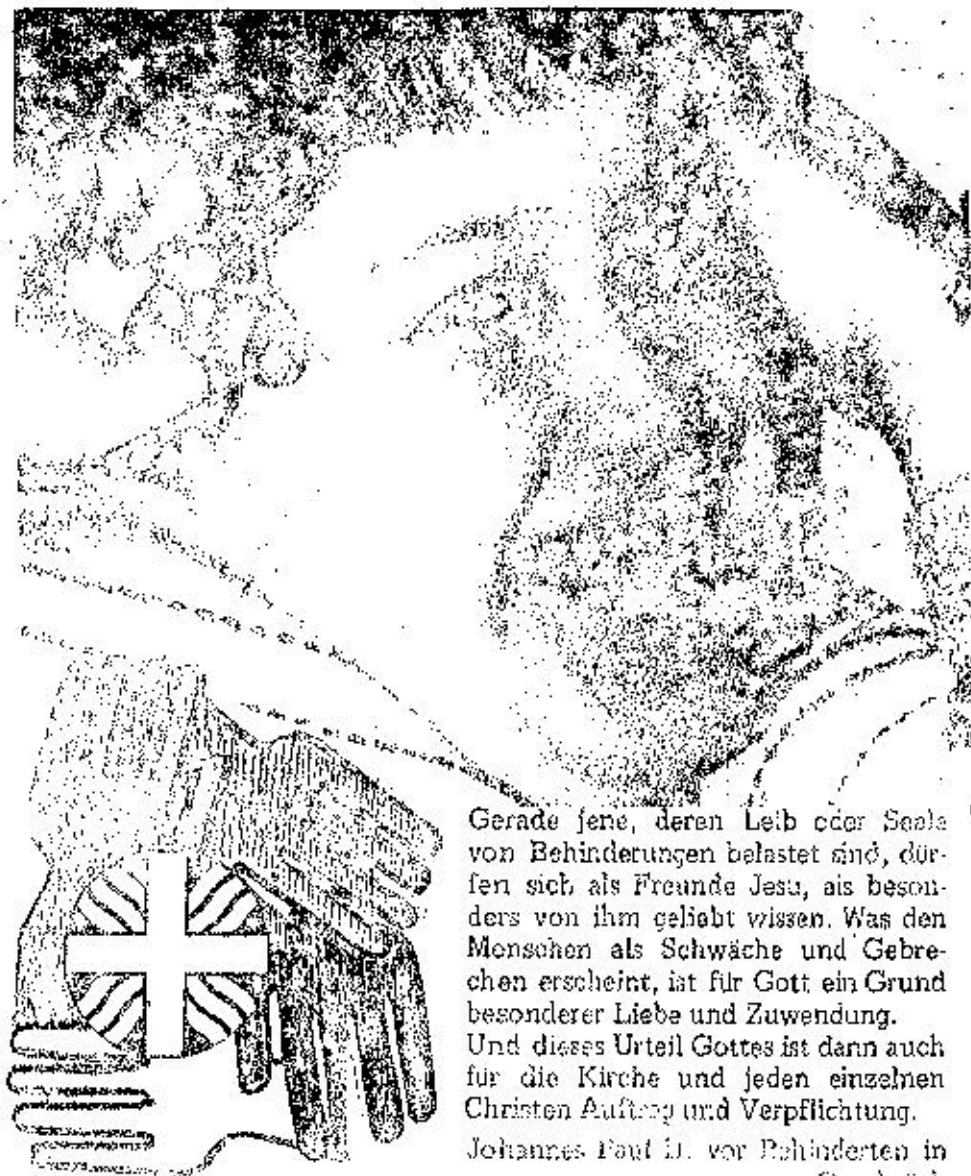 Gerade jene, deren Leib oder Seele
von Behinderungen belastet sind, dür-
fen sich als Freunde Jesu, als beson-
ders von ihm geliebt wissen. Was den
Menschen als Schwäche und Gebre-
chen erscheint, ist für Gott ein Grund
besonderer Liebe und Zuwendung.
Und dieses Urteil Gottes ist dann auch
für die Kirche und jeden einzelnen
Christen Auftrag und Verpflichtung.
Johannes Paul II. vor Behinderten in